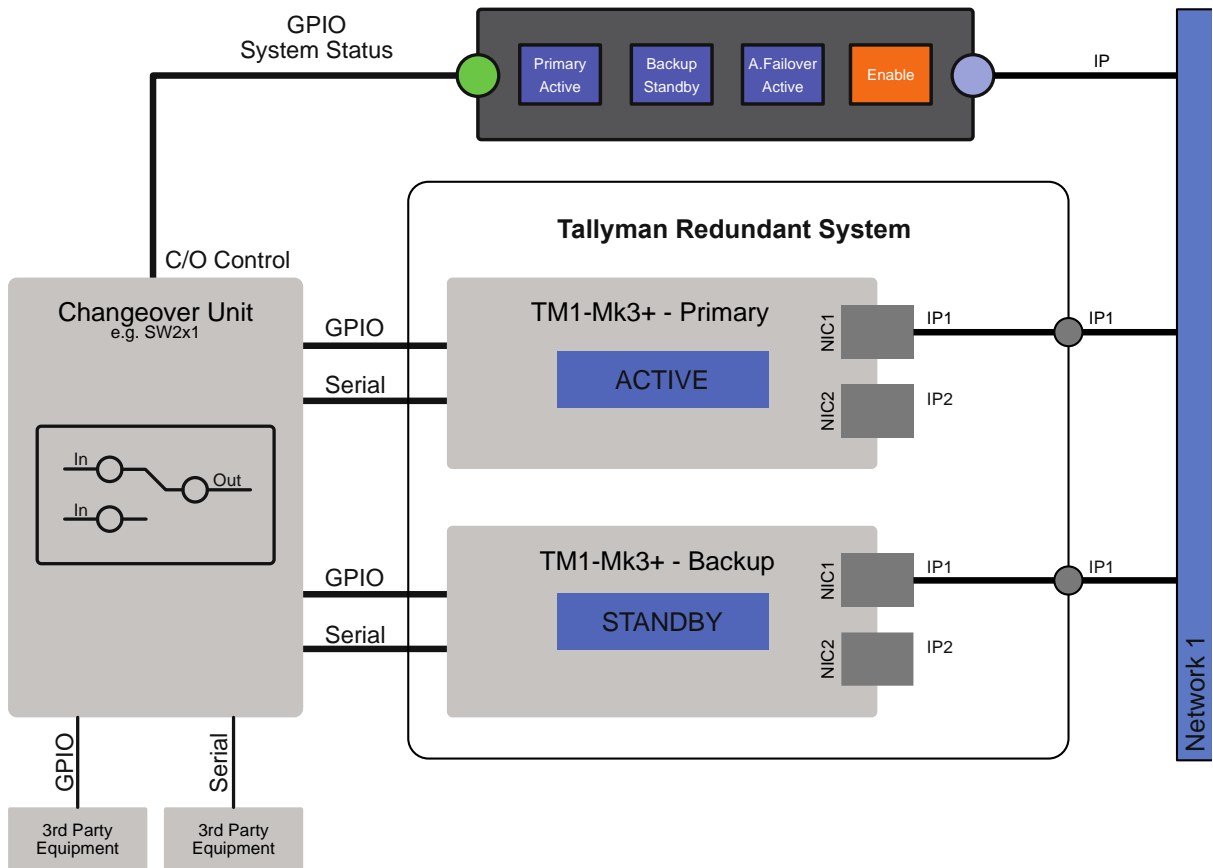 GPIO
System Status
Primary
Active
Backup
Standby
A.Failover
Active
Enable
IP
Tallyman Redundant System
C/O Control
Changeover Unit
e.g. SW2x1
In
Out
In
GPIO
Serial
TM1-Mk3+ - Primary
ACTIVE
NIC1
IP1
IP1
NIC2
IP2
GPIO
Serial
TM1-Mk3+ - Backup
STANDBY
NIC1
IP1
IP1
NIC2
IP2
Network 1
GPIO
Serial
3rd Party
Equipment
3rd Party
Equipment